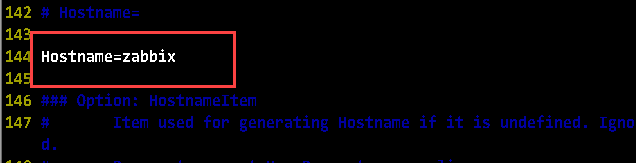 142 # Hostname=
143
144 Hostname=zabbix
145
146 ### Option: HostnameItem
147 #       Item used for generating Hostname if it is undefined. Igno
d.